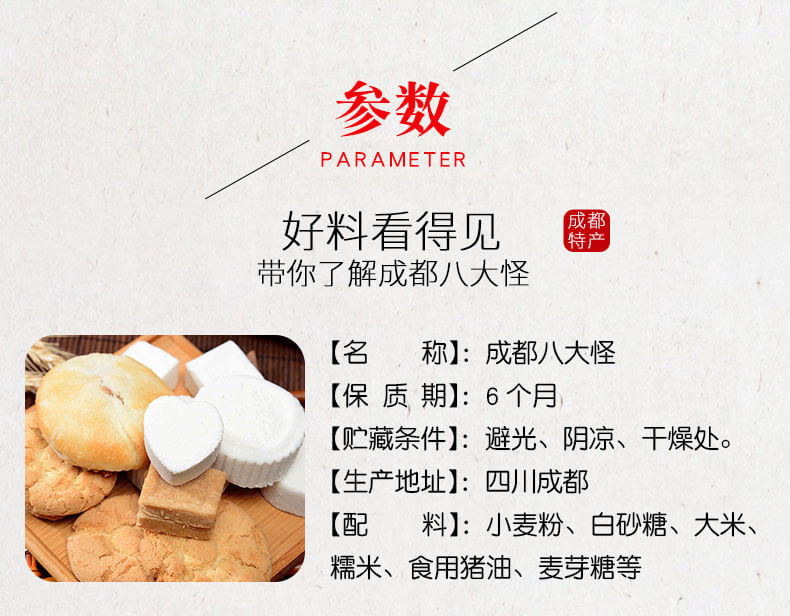 参数
PARAMETER
好料看得见
成都
特产
带你了解成都八大怪
【名 称】：成都八大怪
【保 质 期】：6个月
【贮藏条件】：避光、阴凉、干燥处。
【生产地址】：四川成都
【配 料】：小麦粉、白砂糖、大米、
糯米、食用猪油、麦芽糖等